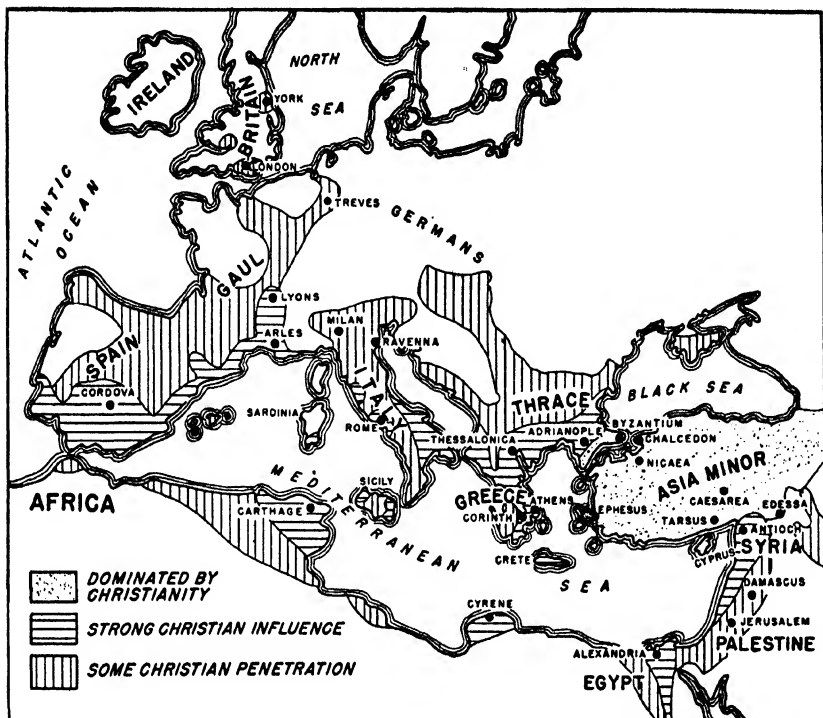 NORTH
SEA
IRELAND
BRITAIN
YORK
LONDON
ATLANTIC
OCEAN
TREVES
GERMANS
GAUL
LYONS
ARLES
MILAN
RAVENNA
SPAIN
CORDOVA
ITALY
ROME
SARDINIA
THRACE
BLACK SEA
ADRIANOPLE
BYZANTIUM
CHALCEDON
THESSALONICA
NICAEA
ASIA MINOR
CAESAREA
EDESSA
TARSUS
ANTIOCH
SYRIA
CYPRUS
AFRICA
CARTHAGE
SICILY
MEDITERRANEAN
SEA
GREECE
ATHENS
CORINTH
EPHESUS
CRETE
DAMASCUS
JERUSALEM
PALESTINE
CYRENE
ALEXANDRIA
EGYPT
DOMINATED BY
CHRISTIANITY
STRONG CHRISTIAN INFLUENCE
SOME CHRISTIAN PENETRATION